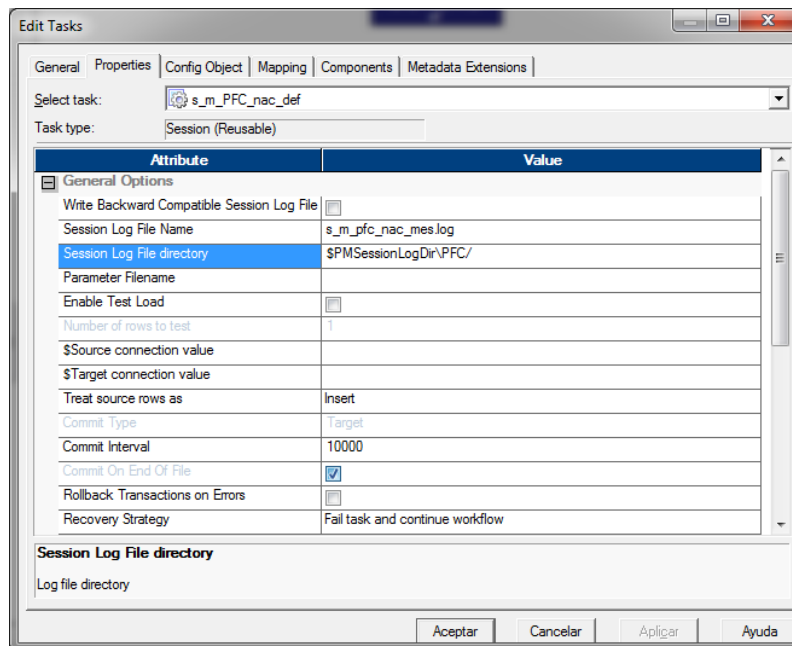 Edit Tasks
General Properties Config Object Mapping Components Metadata Extensions
Select task: s_m_PFC_nac_def
Task type: Session (Reusable)
Attribute Value
General Options
Write Backward Compatible Session Log File
Session Log File Name s_m_pfc_nac_mes.log
Session Log File directory $PMSessionLogDir\PFC/
Parameter Filename
Enable Test Load
Number of rows to test 1
$Source connection value
$Target connection value
Treat source rows as Insert
Commit Type Target
Commit Interval 10000
Commit On End Of File
Rollback Transactions on Errors
Recovery Strategy Fail task and continue workflow
Session Log File directory
Log file directory
Aceptar Cancelar Aplicar Ayuda